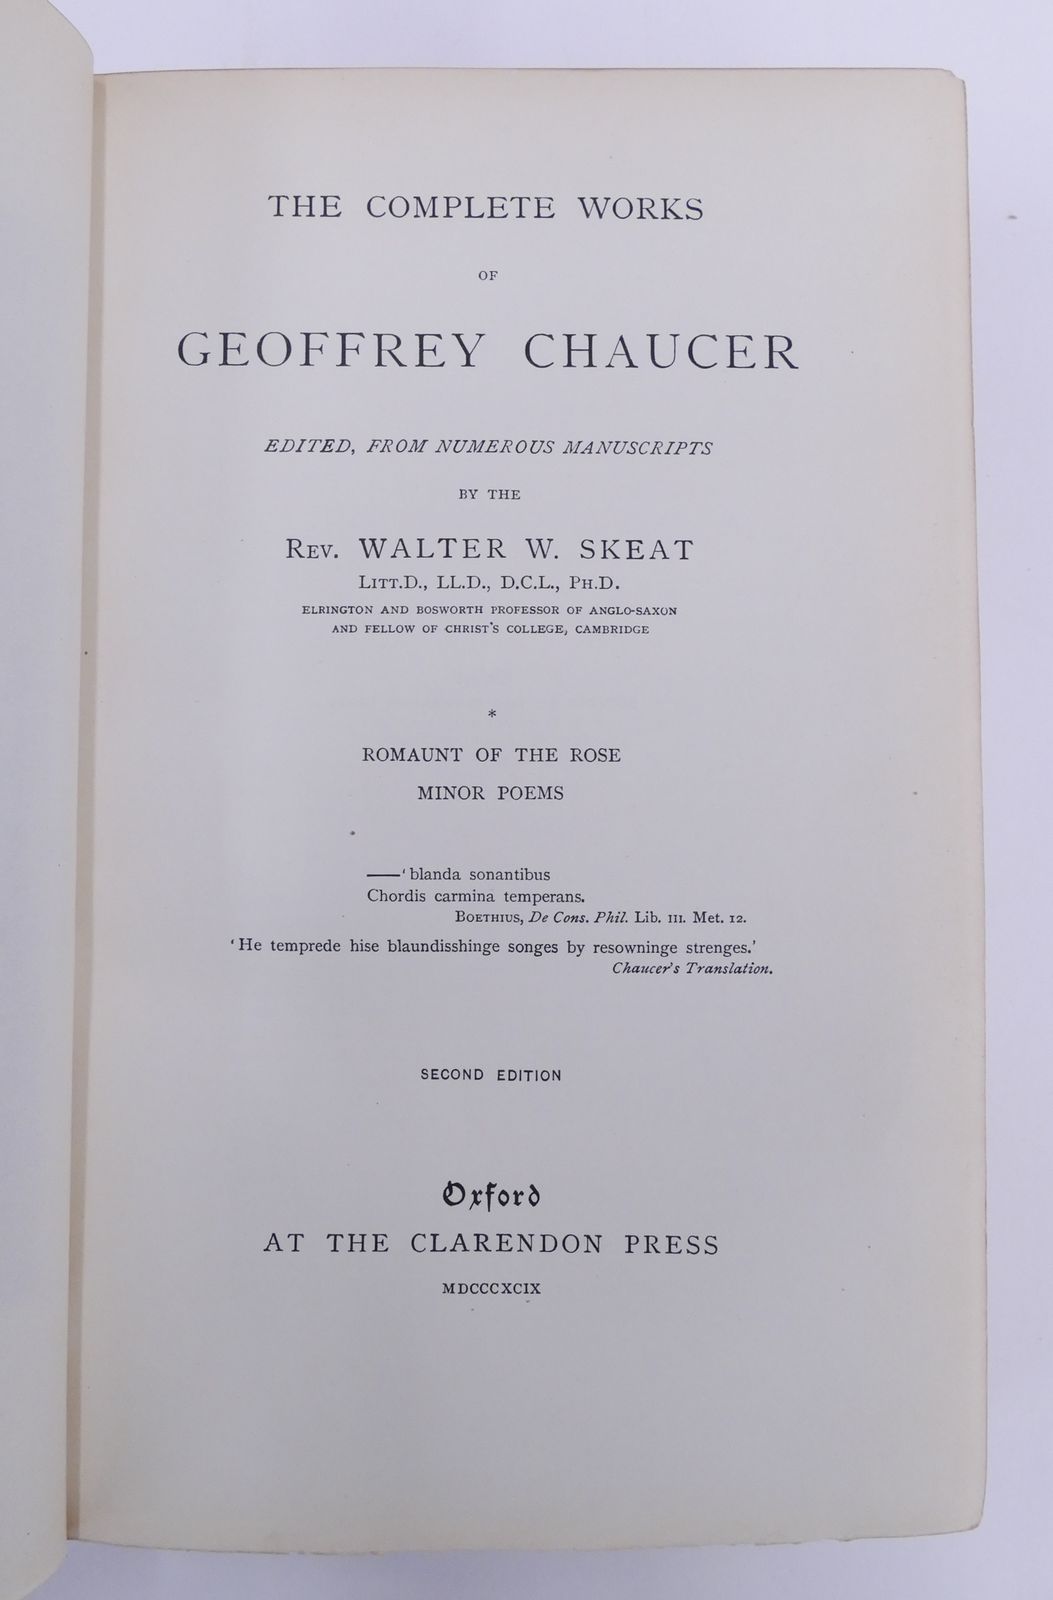 THE COMPLETE WORKS
OF
GEOFFREY CHAUCER
EDITED, FROM NUMEROUS MANUSCRIPTS
BY THE
REV. WALTER W. SKEAT
LITT.D., LL.D., D.C.L., PH.D.
ELRINGTON AND BOSWORTH PROFESSOR OF ANGLO-SAXON
AND FELLOW OF CHRIST'S COLLEGE, CAMBRIDGE
*
ROMAUNT OF THE ROSE
MINOR POEMS
——‘ blanda sonantibus
Chordis carmina temperans.
BOETHIUS, De Cons. Phil. Lib. III. Met. 12.
‘ He temprede hise blaundisshinge songes by resowninge strenges.’
Chaucer's Translation.
SECOND EDITION
Oxford
AT THE CLARENDON PRESS
MDCCCXCIX